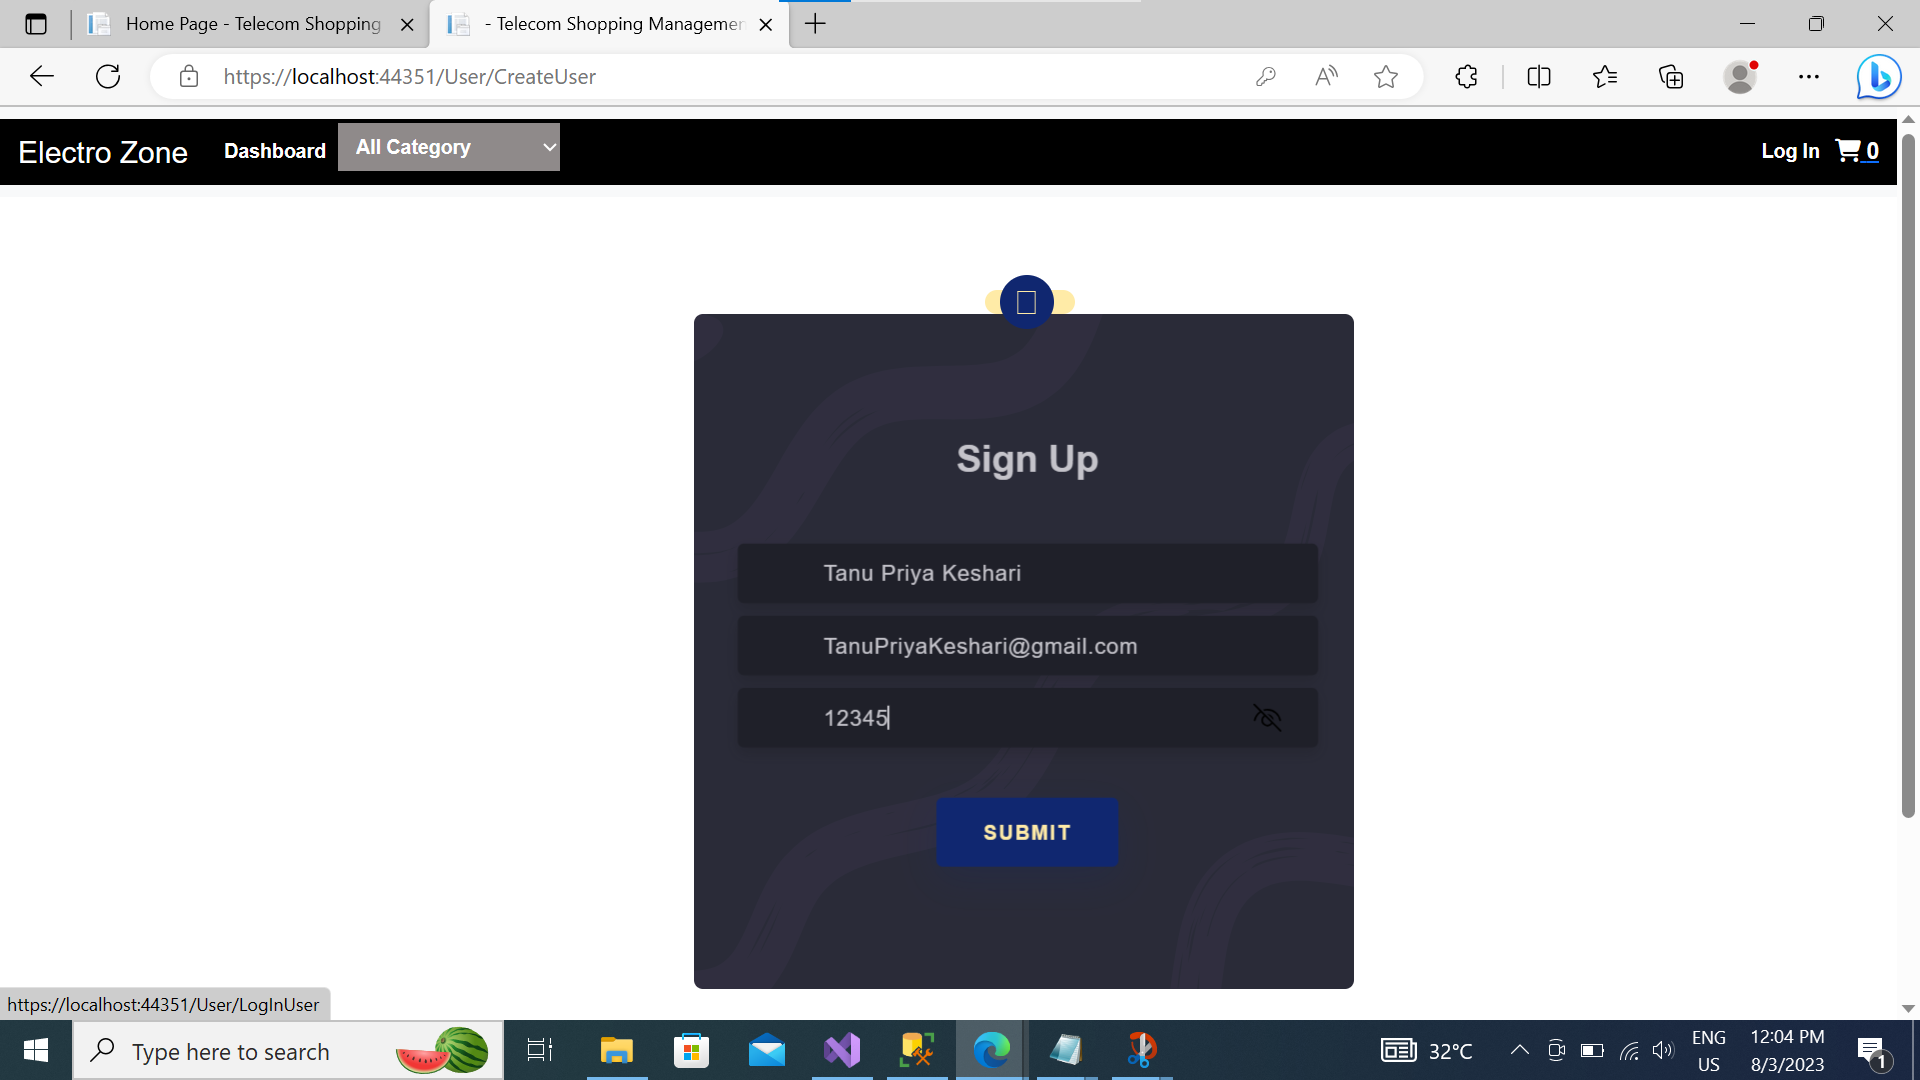 Home Page - Telecom Shopping
- Telecom Shopping Managemen
https://localhost:44351/User/CreateUser
Electro Zone
Dashboard
All Category
Log In
0
Sign Up
Tanu Priya Keshari
TanuPriyaKeshari@gmail.com
12345
SUBMIT
https://localhost:44351/User/LogInUser
Type here to search
32°C
ENG
US
12:04 PM
8/3/2023
1